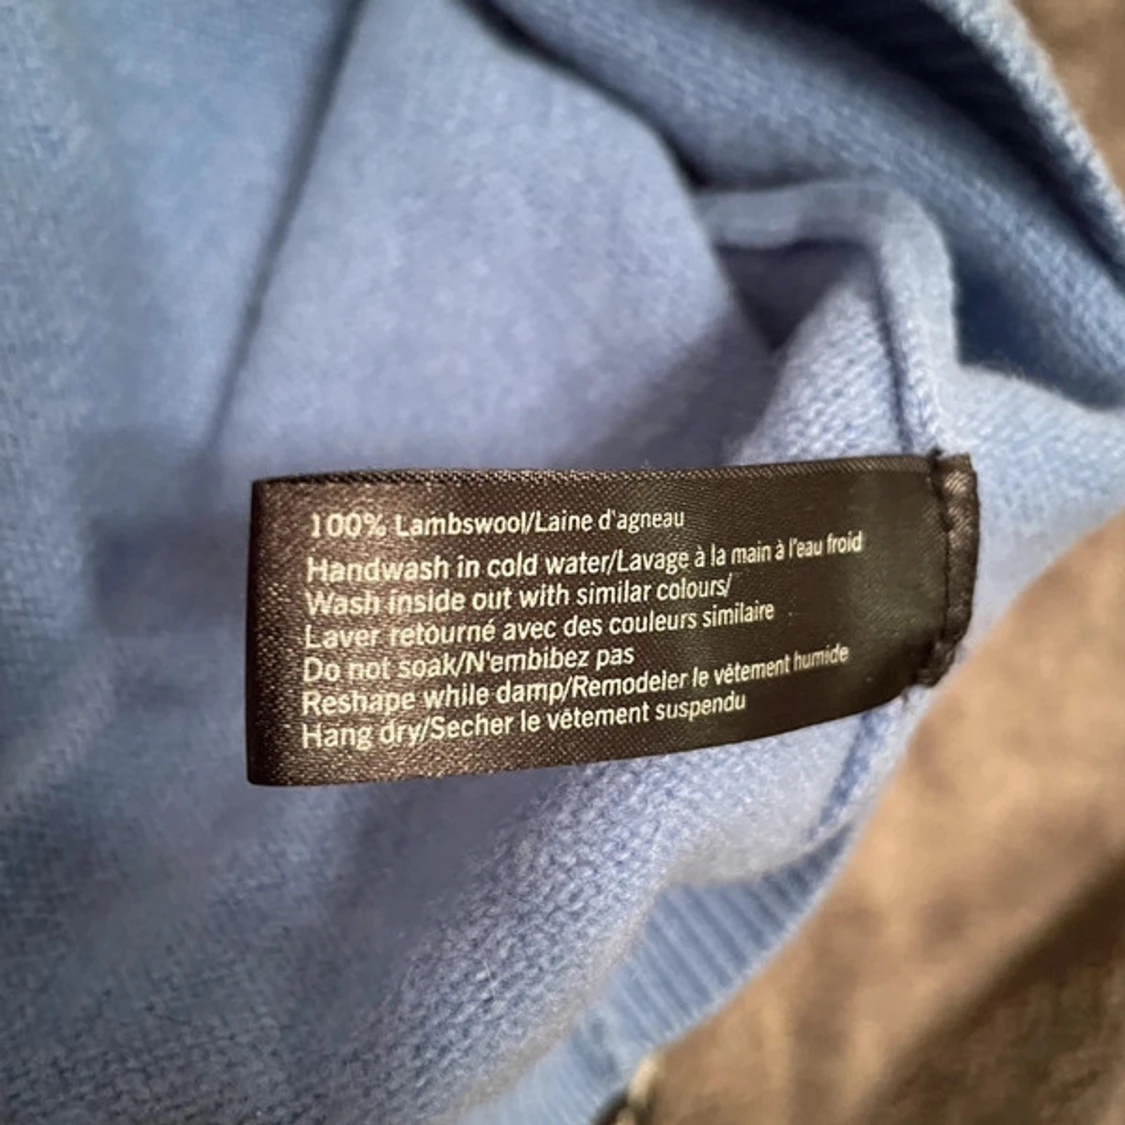 100% Lambswool/Laine d'agneau
Handwash in cold water/Lavage à la main à l'eau froid
Wash inside out with similar colours/
Laver retourné avec des couleurs similaire
Do not soak/N'embibez pas
Reshape while damp/Remodeler le vêtement humide
Hang dry/Secher le vétement suspendu